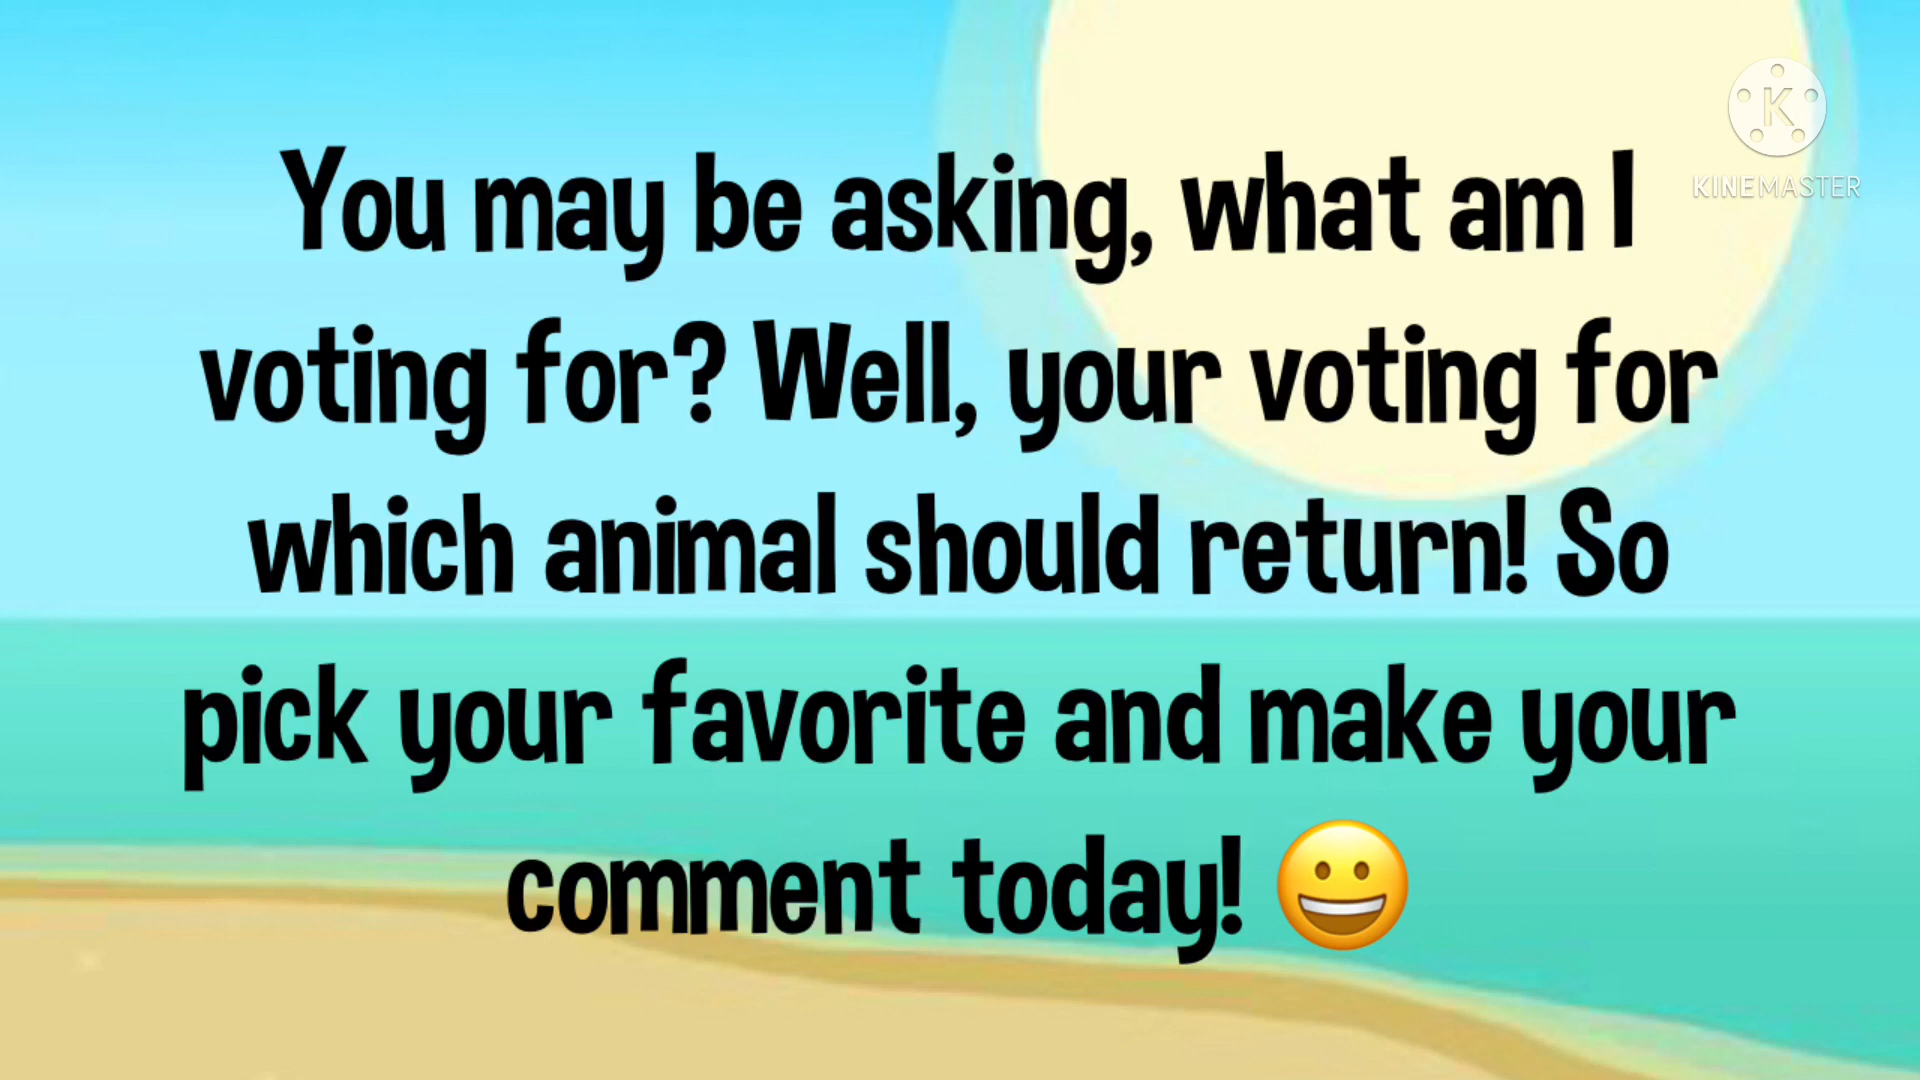 You may be asking, what am I
voting for? Well, your voting for
which animal should return! So
pick your favorite and make your
comment today! 😀
K
KINEMASTER